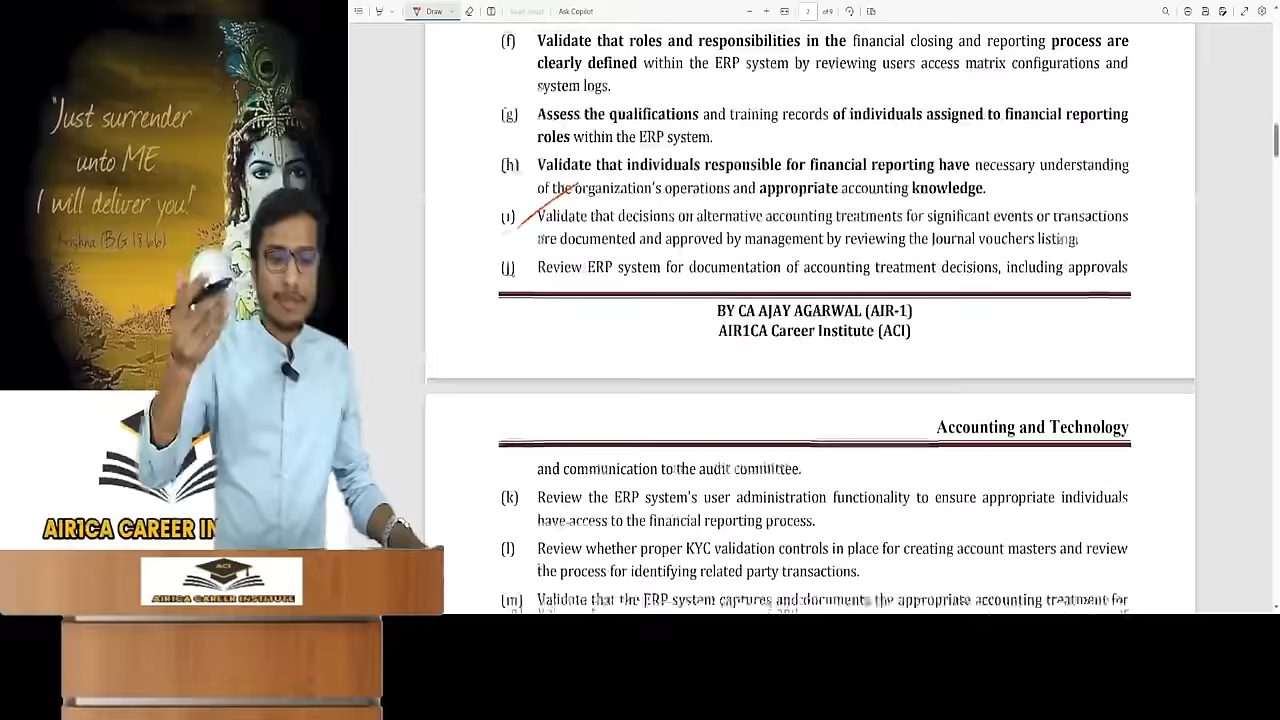 "Just surrender
unto ME
I will deliver you!"
Krishna (BG 18.66)
AIR1CA CAREER IN
ACI
AIR1CA CAREER INSTITUTE
Draw
Read aloud
Ask Copilot
2
of 9
(f) Validate that roles and responsibilities in the financial closing and reporting process are
clearly defined within the ERP system by reviewing users access matrix configurations and
system logs.
(g) Assess the qualifications and training records of individuals assigned to financial reporting
roles within the ERP system.
(h) Validate that individuals responsible for financial reporting have necessary understanding
of the organization's operations and appropriate accounting knowledge.
(i) Validate that decisions on alternative accounting treatments for significant events or transactions
are documented and approved by management by reviewing the Journal vouchers listing.
(j) Review ERP system for documentation of accounting treatment decisions, including approvals
BY CA AJAY AGARWAL (AIR-1)
AIR1CA Career Institute (ACI)
Accounting and Technology
and communication to the audit committee.
(k) Review the ERP system's user administration functionality to ensure appropriate individuals
have access to the financial reporting process.
(l) Review whether proper KYC validation controls in place for creating account masters and review
the process for identifying related party transactions.
(m) Validate that the ERP system captures and documents the appropriate accounting treatment for